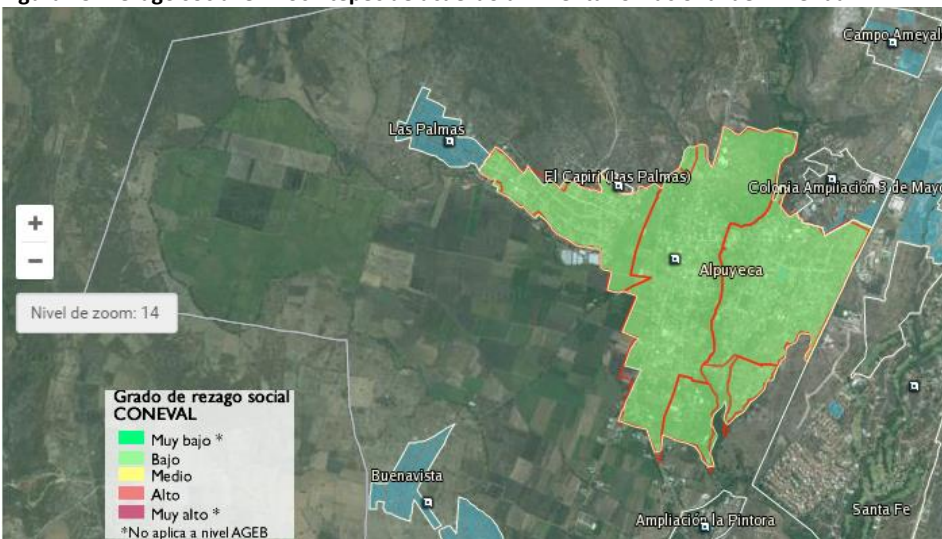 Campo Ameyal
Las Palmas
El Capiri (Las Palmas)
Colonia Ampliación 3 de Mayo
Alpuyeca
+
−
Nivel de zoom: 14
Grado de rezago social
CONEVAL
Muy bajo *
Bajo
Medio
Alto
Muy alto *
*No aplica a nivel AGEB
Buenavista
Ampliación la Pintora
Santa Fe